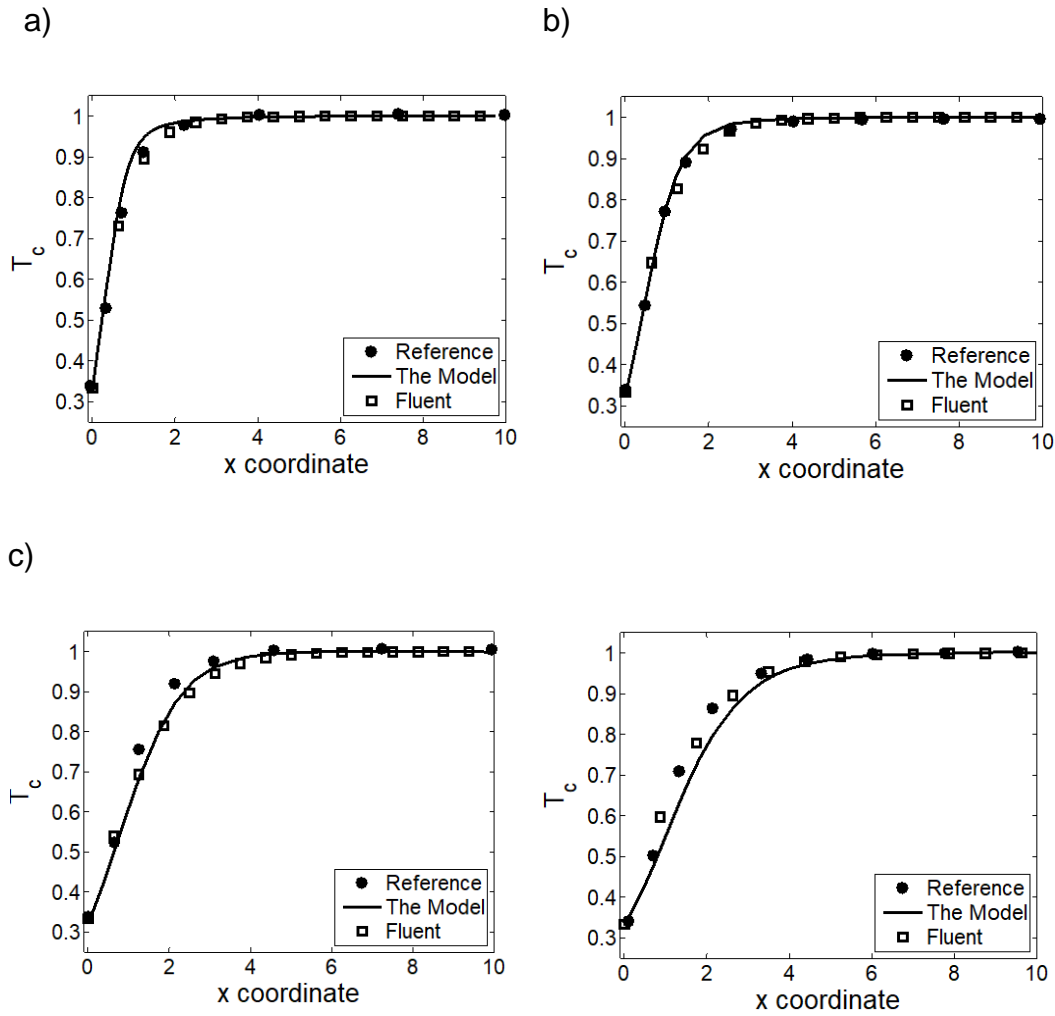 a)
1
0.9
0.8
0.7
0.6
0.5
0.4
0.3
T_c
0 2 4 6 8 10
x coordinate
Reference
The Model
Fluent
b)
1
0.9
0.8
0.7
0.6
0.5
0.4
0.3
T_c
0 2 4 6 8 10
x coordinate
Reference
The Model
Fluent
c)
1
0.9
0.8
0.7
0.6
0.5
0.4
0.3
T_c
0 2 4 6 8 10
x coordinate
Reference
The Model
Fluent
1
0.9
0.8
0.7
0.6
0.5
0.4
0.3
T_c
0 2 4 6 8 10
x coordinate
Reference
The Model
Fluent